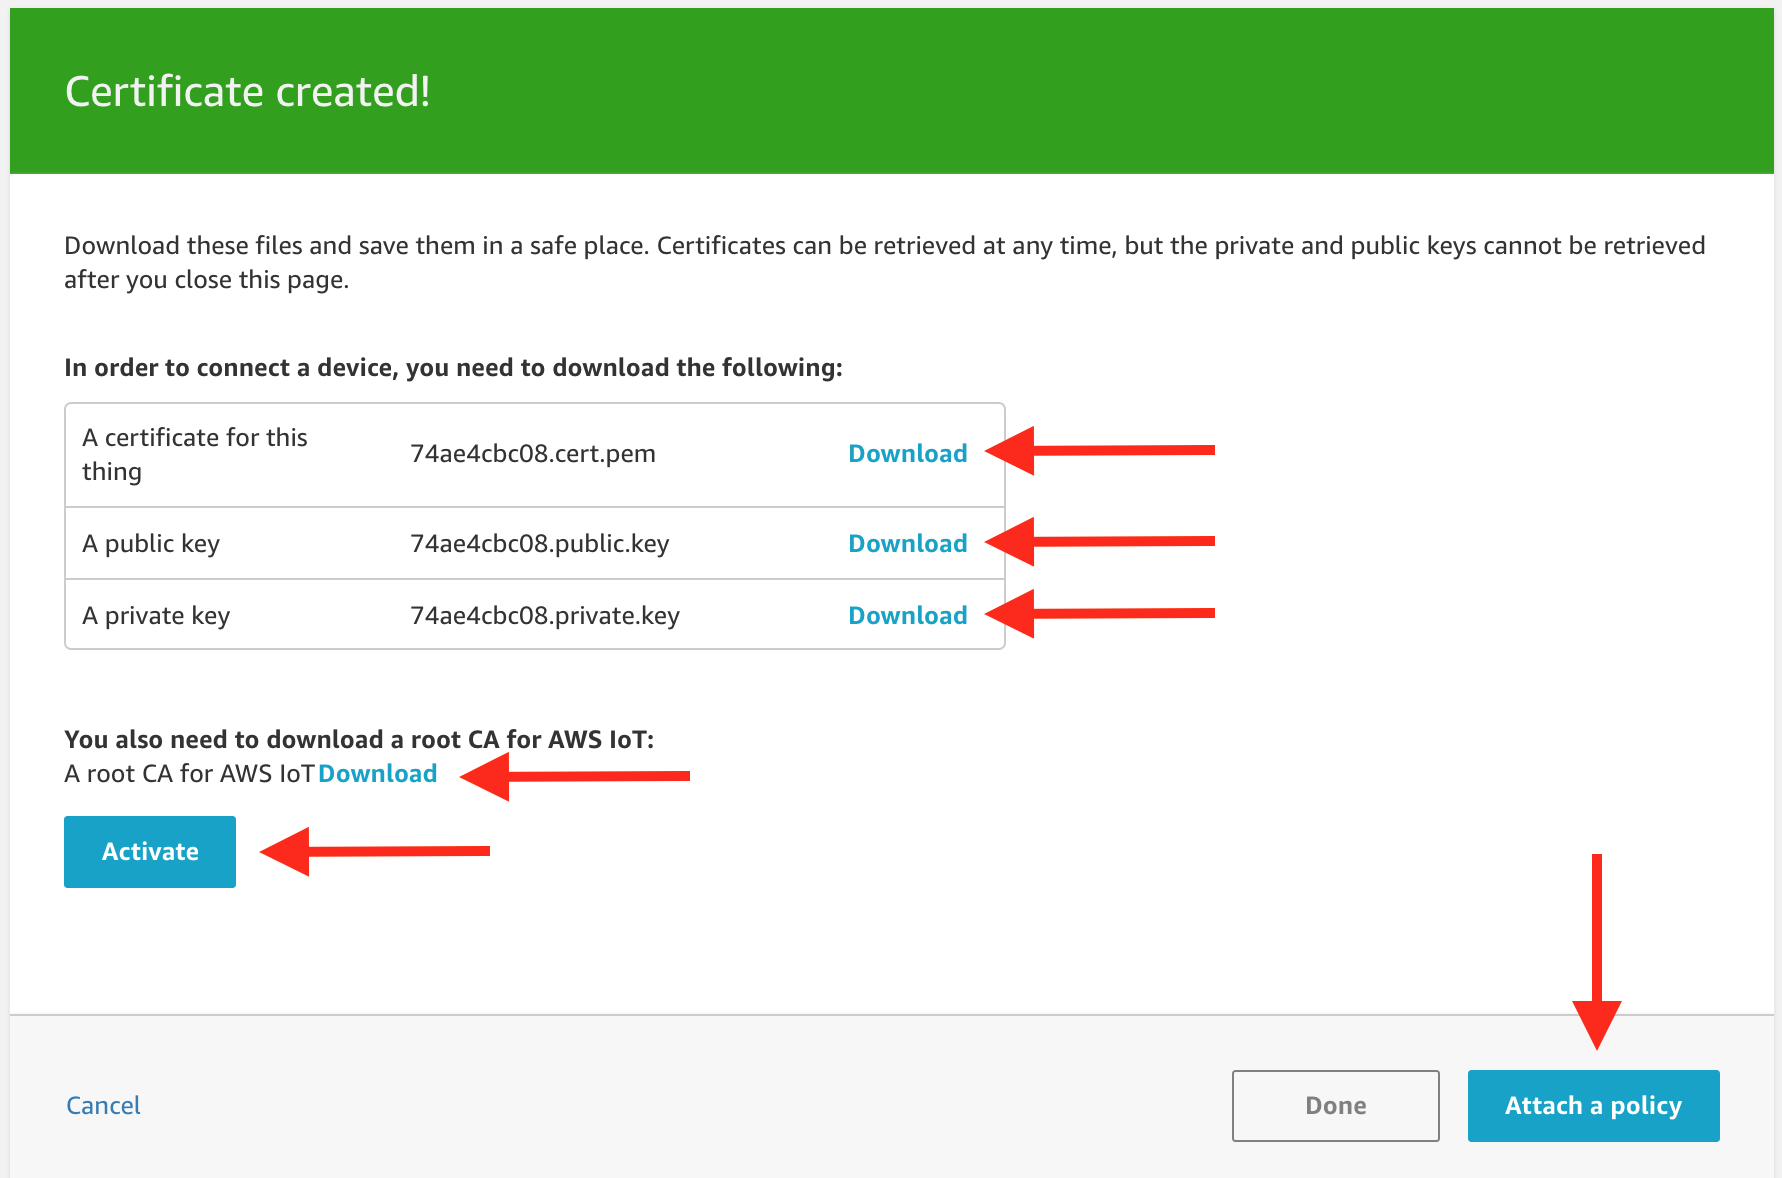 Certificate created!
Download these files and save them in a safe place. Certificates can be retrieved at any time, but the private and public keys cannot be retrieved
after you close this page.
In order to connect a device, you need to download the following:
A certificate for this
thing
74ae4cbc08.cert.pem
Download
A public key
74ae4cbc08.public.key
Download
A private key
74ae4cbc08.private.key
Download
You also need to download a root CA for AWS IoT:
A root CA for AWS IoT Download
Activate
Cancel
Done
Attach a policy